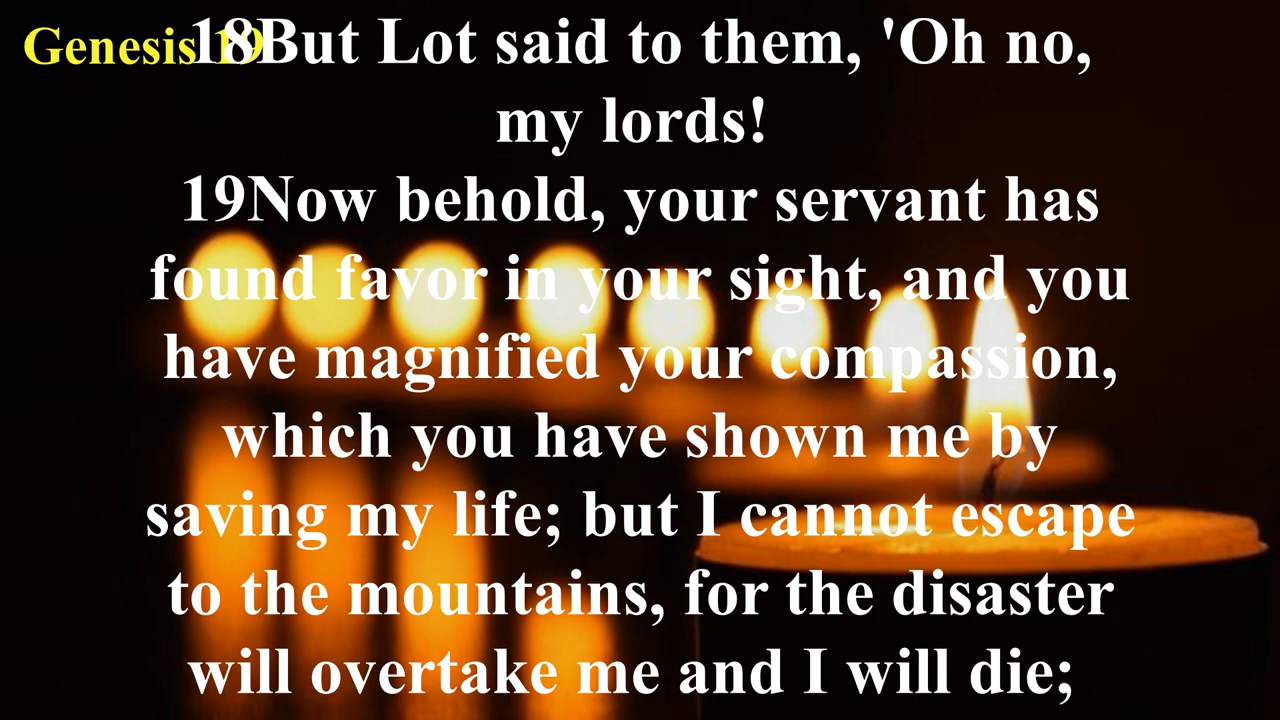 Genesis 19
18But Lot said to them, 'Oh no,
my lords!
19Now behold, your servant has
found favor in your sight, and you
have magnified your compassion,
which you have shown me by
saving my life; but I cannot escape
to the mountains, for the disaster
will overtake me and I will die;